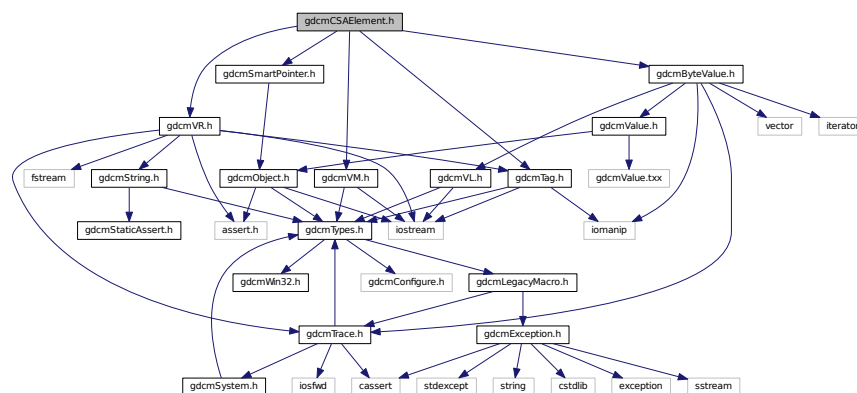 gdcmCSAElement.h
gdcmSmartPointer.h
gdcmByteValue.h
gdcmVR.h
gdcmValue.h
vector
iterator
fstream
gdcmString.h
gdcmObject.h
gdcmVM.h
gdcmVL.h
gdcmTag.h
gdcmValue.txx
gdcmStaticAssert.h
assert.h
gdcmTypes.h
iostream
iomanip
gdcmWin32.h
gdcmConfigure.h
gdcmLegacyMacro.h
gdcmTrace.h
gdcmException.h
gdcmSystem.h
iosfwd
cassert
stdexcept
string
cstdlib
exception
sstream